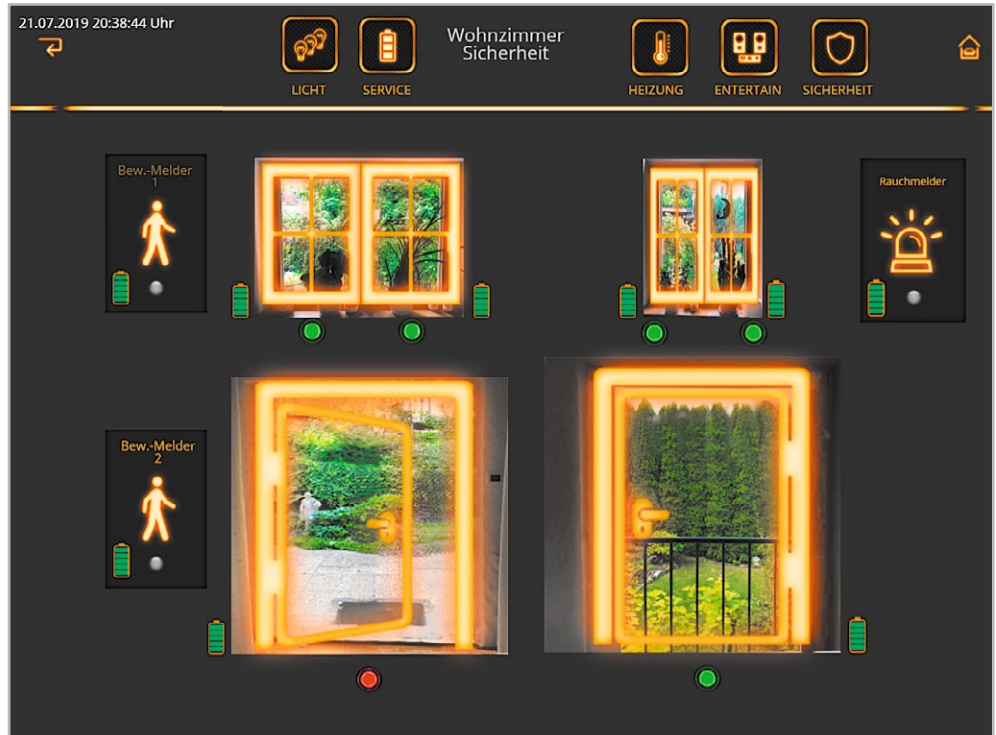 21.07.2019 20:38:44 Uhr
Wohnzimmer
Sicherheit
LICHT
SERVICE
HEIZUNG
ENTERTAIN
SICHERHEIT
Bew.-Melder
1
Rauchmelder
Bew.-Melder
2